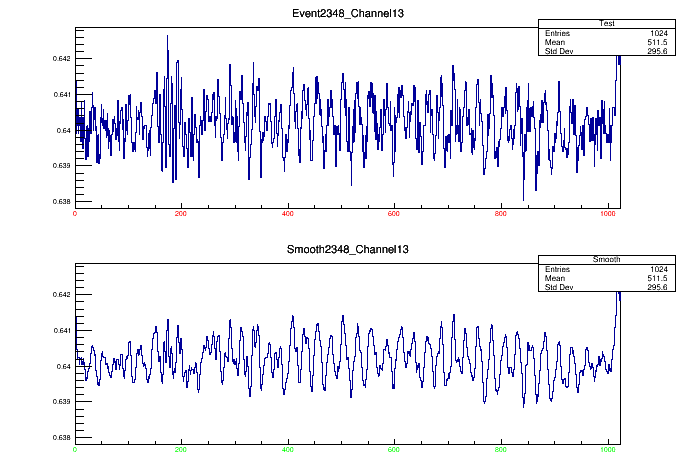 Event2348_Channel13
Test
Entries 1024
Mean 511.5
Std Dev 295.6
0.642
0.641
0.64
0.639
0.638
0 200 400 600 800 1000
Smooth2348_Channel13
Smooth
Entries 1024
Mean 511.5
Std Dev 295.6
0.642
0.641
0.64
0.639
0.638
0 200 400 600 800 1000